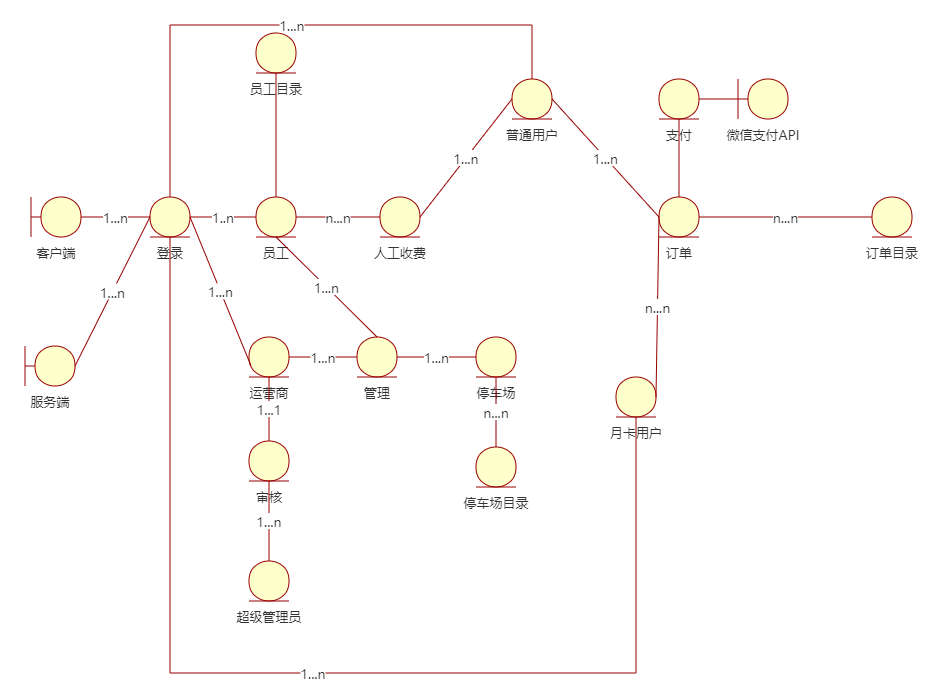 1...n
员工目录
普通用户
1...n
1...n
支付
微信支付API
客户端
1...n
登录
1..n
员工
n...n
人工收费
订单
n...n
订单目录
1...n
1...n
1...n
n...n
服务端
运营商
1...n
管理
1...n
停车场
1...1
n...n
月卡用户
审核
停车场目录
1...n
超级管理员
1...n